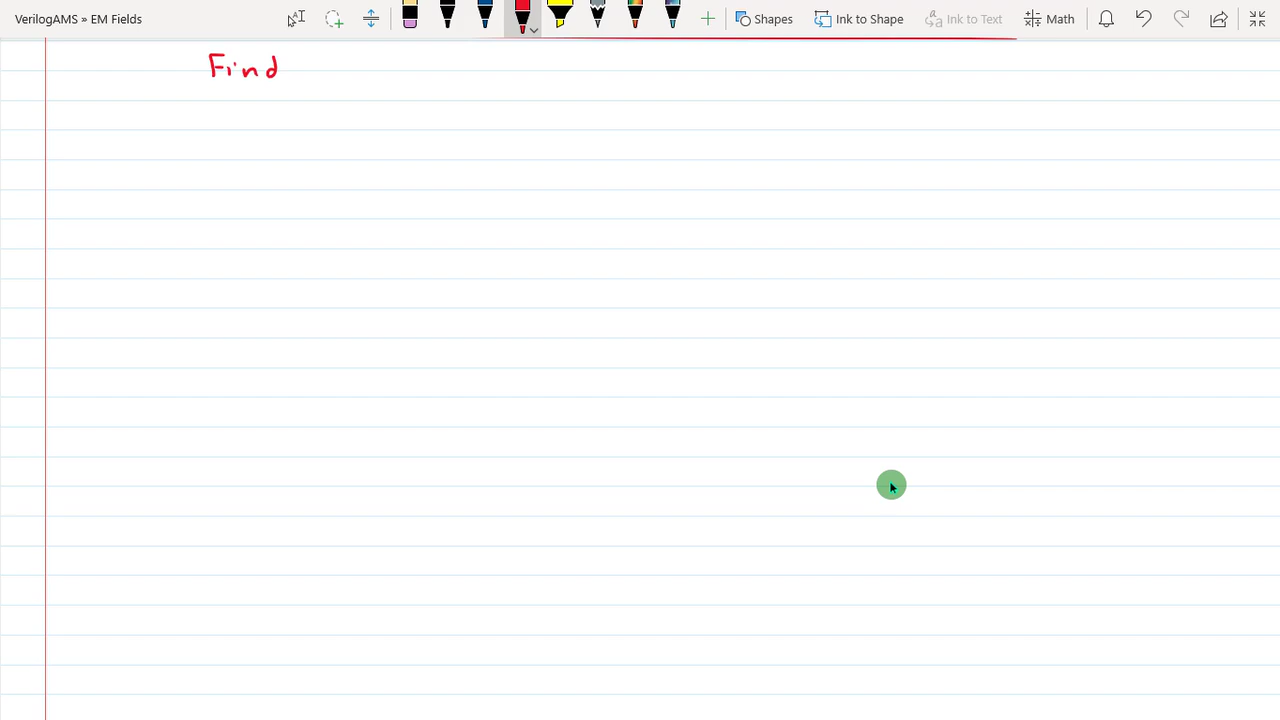 VerilogAMS » EM Fields
Shapes
Ink to Shape
Ink to Text
Math
Find